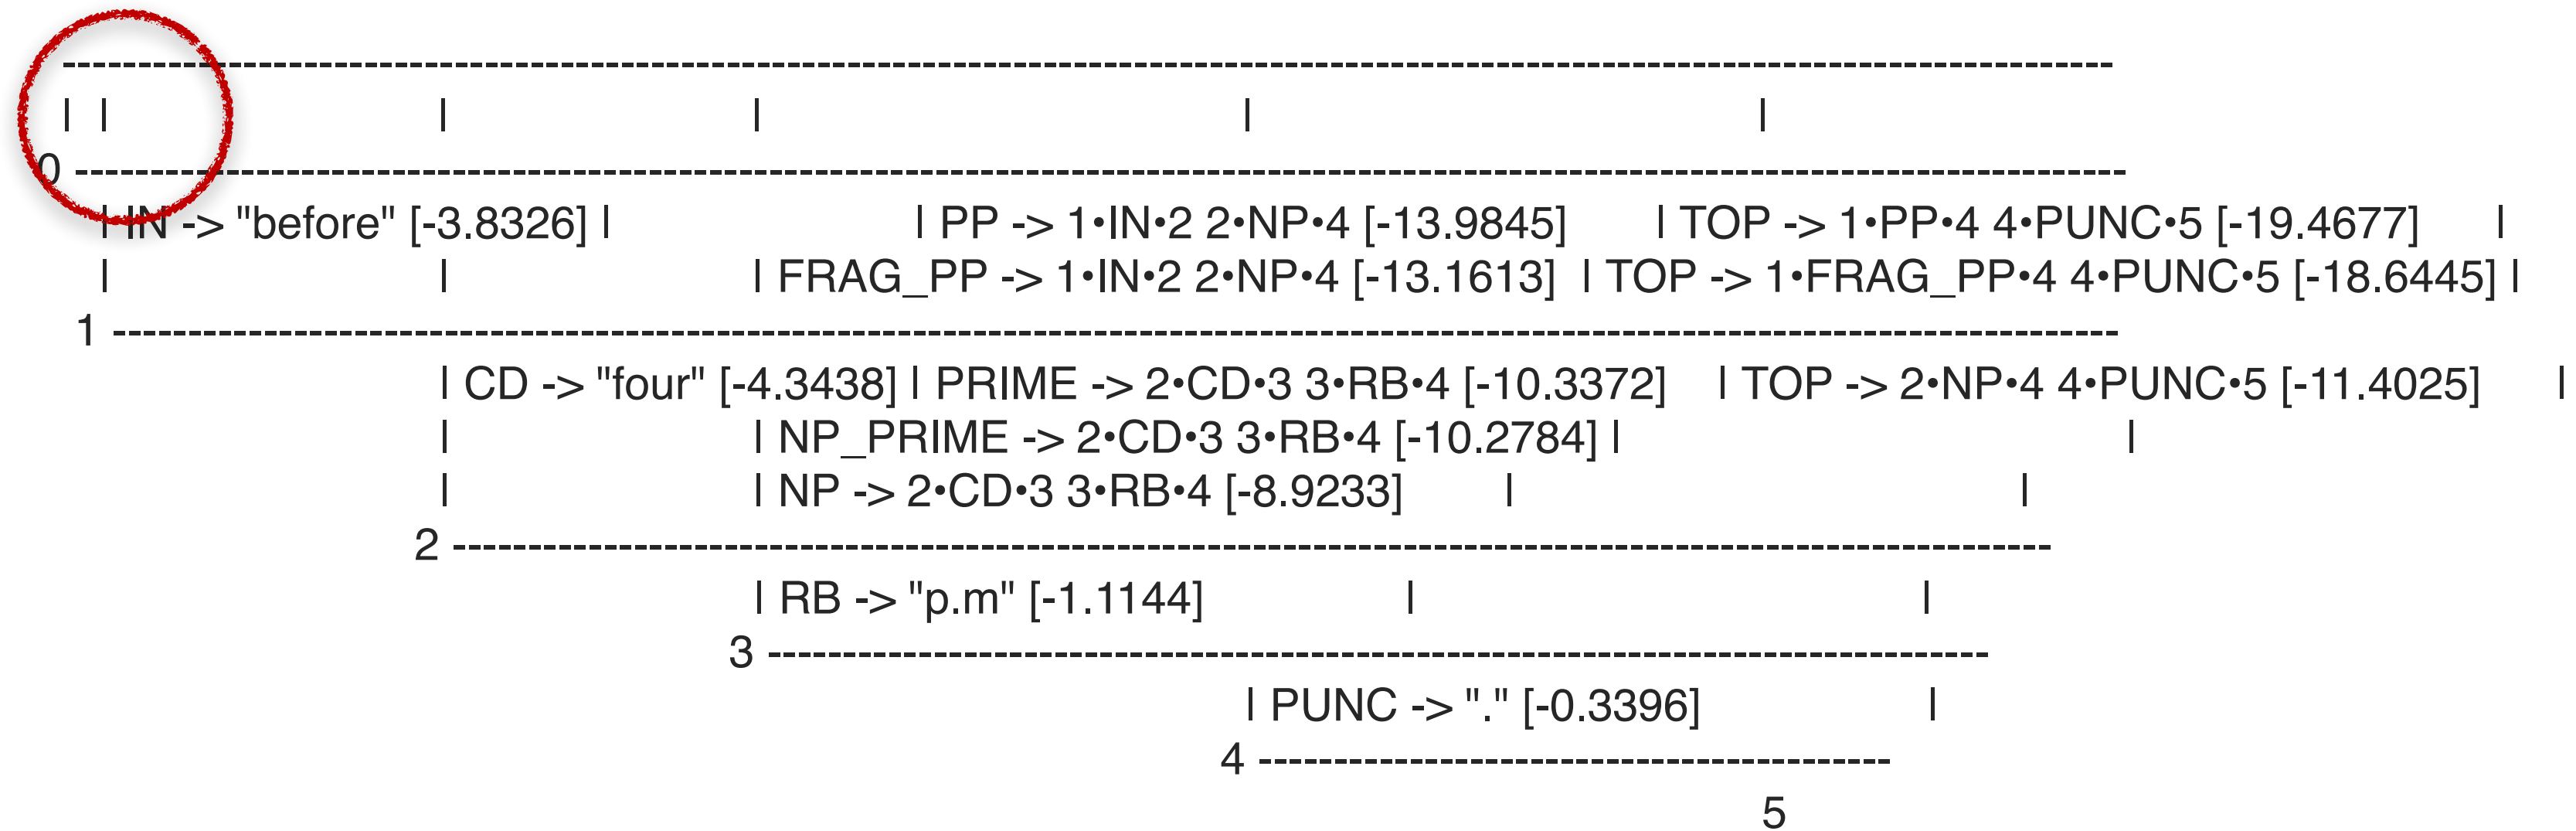 --------------------------------------------------------------------------------
| | | | | |
0 --------------------------------------------------------------------------------
| IN -> "before" [-3.8326] | | PP -> 1•IN•2 2•NP•4 [-13.9845] | TOP -> 1•PP•4 4•PUNC•5 [-19.4677] |
| | | FRAG_PP -> 1•IN•2 2•NP•4 [-13.1613] | TOP -> 1•FRAG_PP•4 4•PUNC•5 [-18.6445] |
1 --------------------------------------------------------------------------------
| CD -> "four" [-4.3438] | PRIME -> 2•CD•3 3•RB•4 [-10.3372] | TOP -> 2•NP•4 4•PUNC•5 [-11.4025] |
| | NP_PRIME -> 2•CD•3 3•RB•4 [-10.2784] | |
| | NP -> 2•CD•3 3•RB•4 [-8.9233] | |
2 --------------------------------------------------------------------------------
| RB -> "p.m" [-1.1144] | |
3 --------------------------------------------------------------------------------
| PUNC -> "." [-0.3396] |
4 ------------------------------------------
5